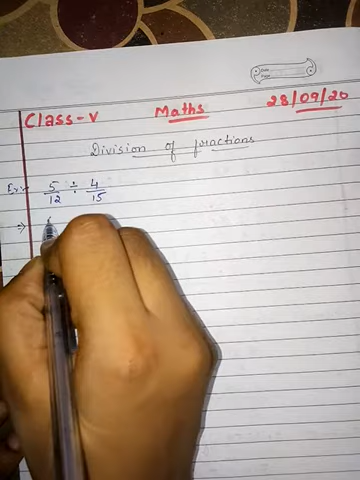 Class-V Maths 28/09/20
Division of fractions
Ex:- 5/12 ÷ 4/15
⇒